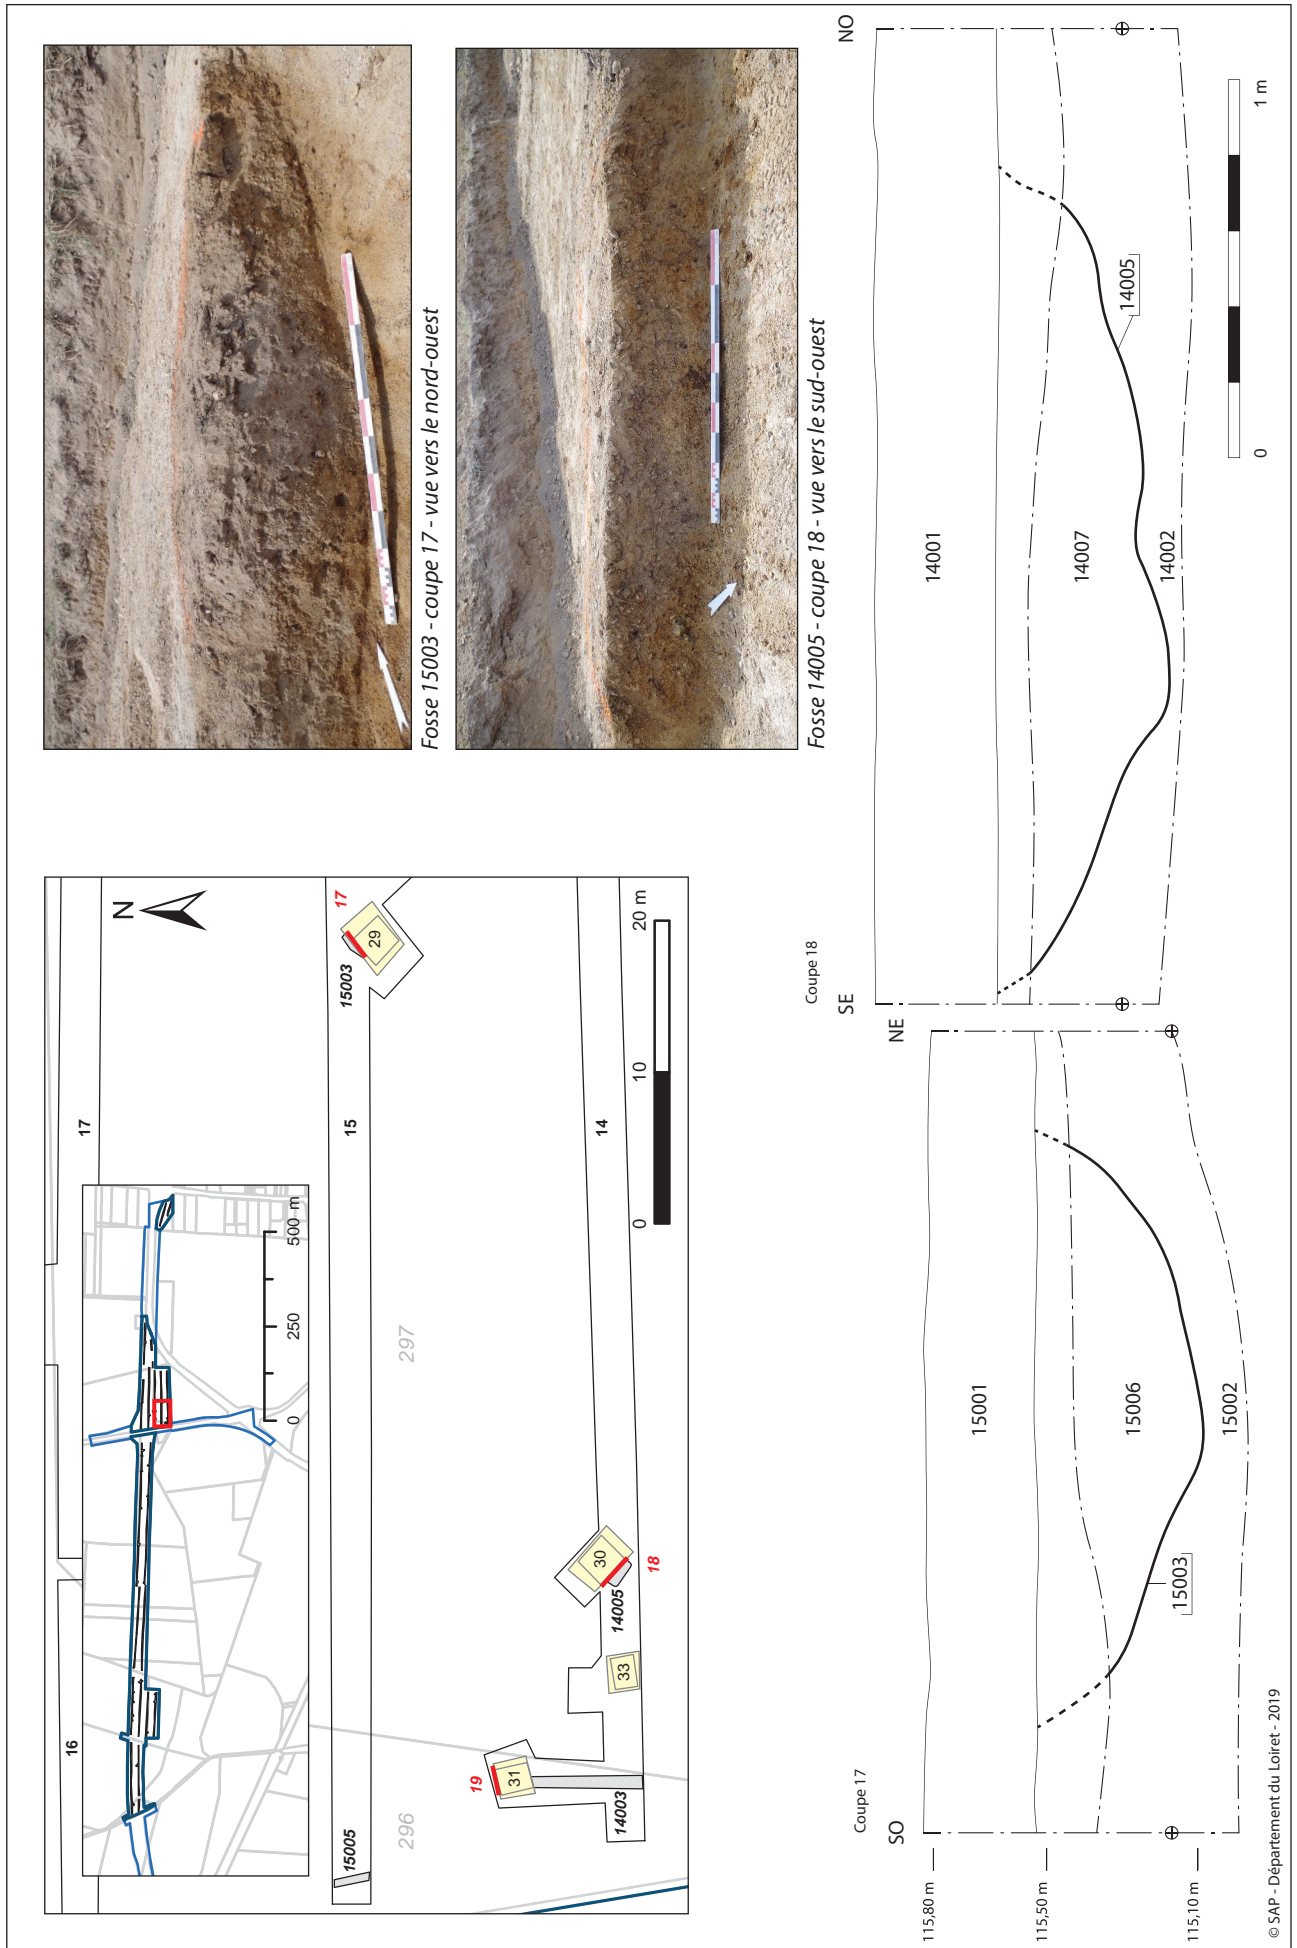 16
17
N
500 m
250
0
15005
15
15003
17
29
296
297
19
31
14003
33
14005
30
18
14
0
10
20 m
Fosse 15003 - coupe 17 - vue vers le nord-ouest
Fosse 14005 - coupe 18 - vue vers le sud-ouest
Coupe 17
SO
NE
115,80 m
115,50 m
115,10 m
15001
15006
15002
15003
Coupe 18
SE
NO
14001
14007
14002
14005
0
1 m
© SAP - Département du Loiret - 2019